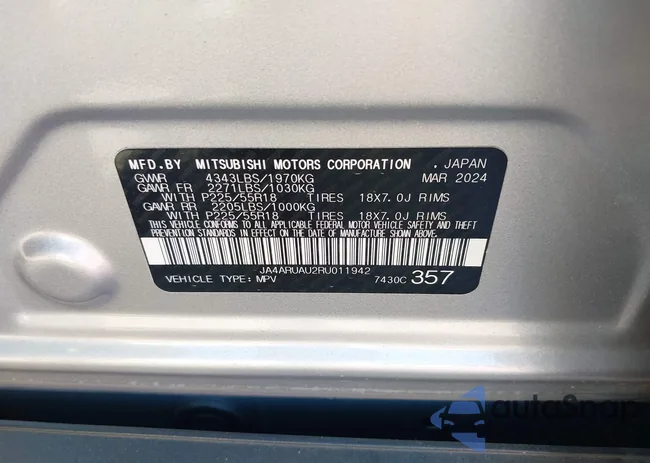 MFD.BY MITSUBISHI MOTORS CORPORATION . JAPAN
GVWR 4343LBS/1970KG MAR 2024
GAWR FR 2271LBS/1030KG
WITH P225/55R18 TIRES 18X7.0J RIMS
GAWR RR 2205LBS/1000KG
WITH P225/55R18 TIRES 18X7.0J RIMS
THIS VEHICLE CONFORMS TO ALL APPLICABLE FEDERAL MOTOR VEHICLE SAFETY AND THEFT
PREVENTION STANDARDS IN EFFECT ON THE DATE OF MANUFACTURE SHOWN ABOVE.
JA4ARUAU2RU011942
VEHICLE TYPE: MPV 7430C 357
autoSnap